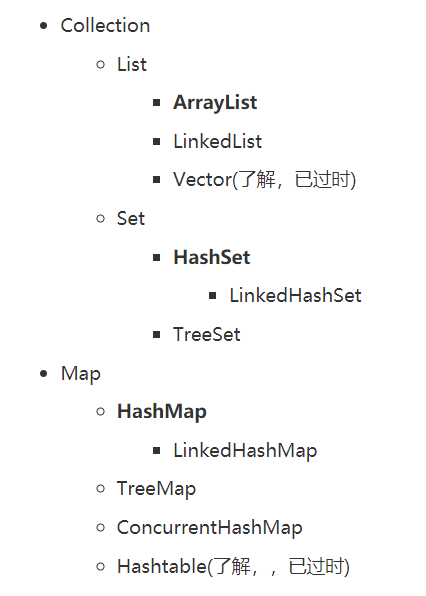 Collection
List
ArrayList
LinkedList
Vector(了解，已过时)
Set
HashSet
LinkedHashSet
TreeSet
Map
HashMap
LinkedHashMap
TreeMap
ConcurrentHashMap
Hashtable(了解，，已过时)